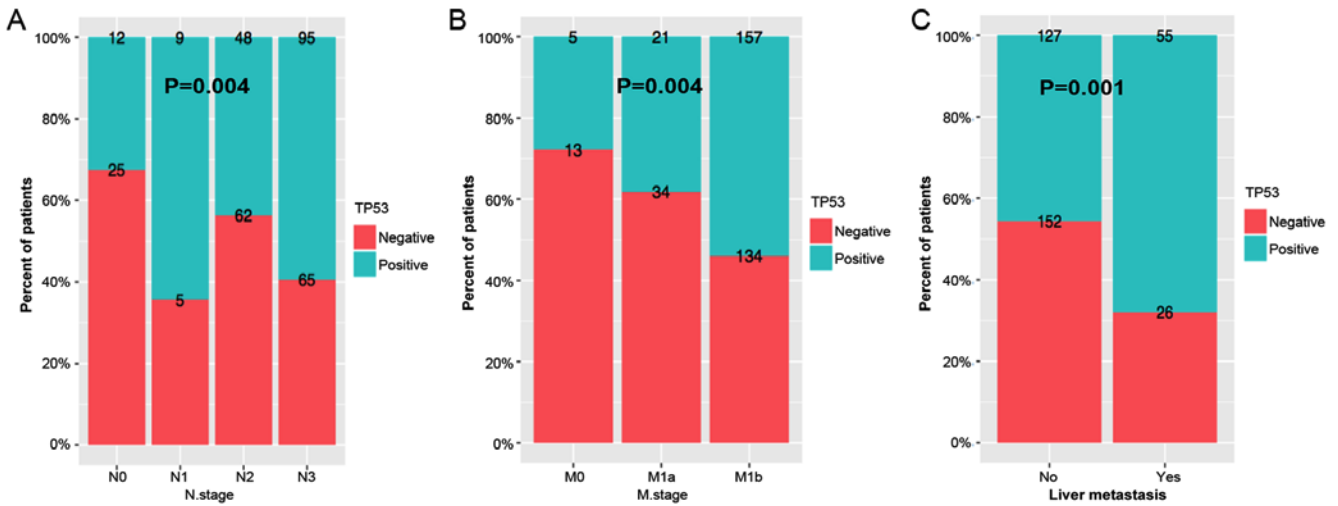 A
12 9 48 95
100%
P=0.004
80%
25
62
60%
65
40%
5
20%
0%
Percent of patients
N0 N1 N2 N3
N.stage
TP53
Negative
Positive
B
5 21 157
100%
P=0.004
80%
13
34
60%
134
40%
20%
0%
Percent of patients
M0 M1a M1b
M.stage
TP53
Negative
Positive
C
127 55
100%
P=0.001
80%
152
60%
40%
26
20%
0%
Percent of patients
No Yes
Liver metastasis
TP53
Negative
Positive